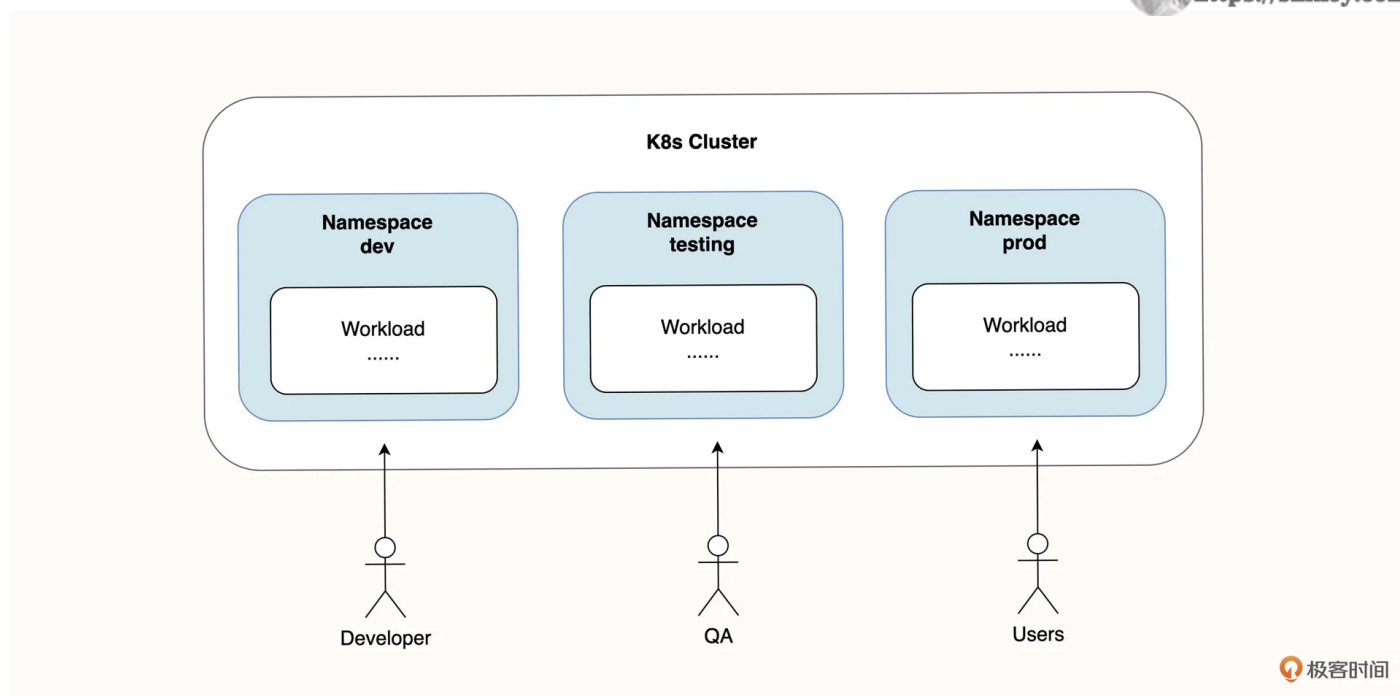 K8s Cluster
Namespace
dev
Namespace
testing
Namespace
prod
Workload
......
Workload
......
Workload
......
Developer
QA
Users
极客时间